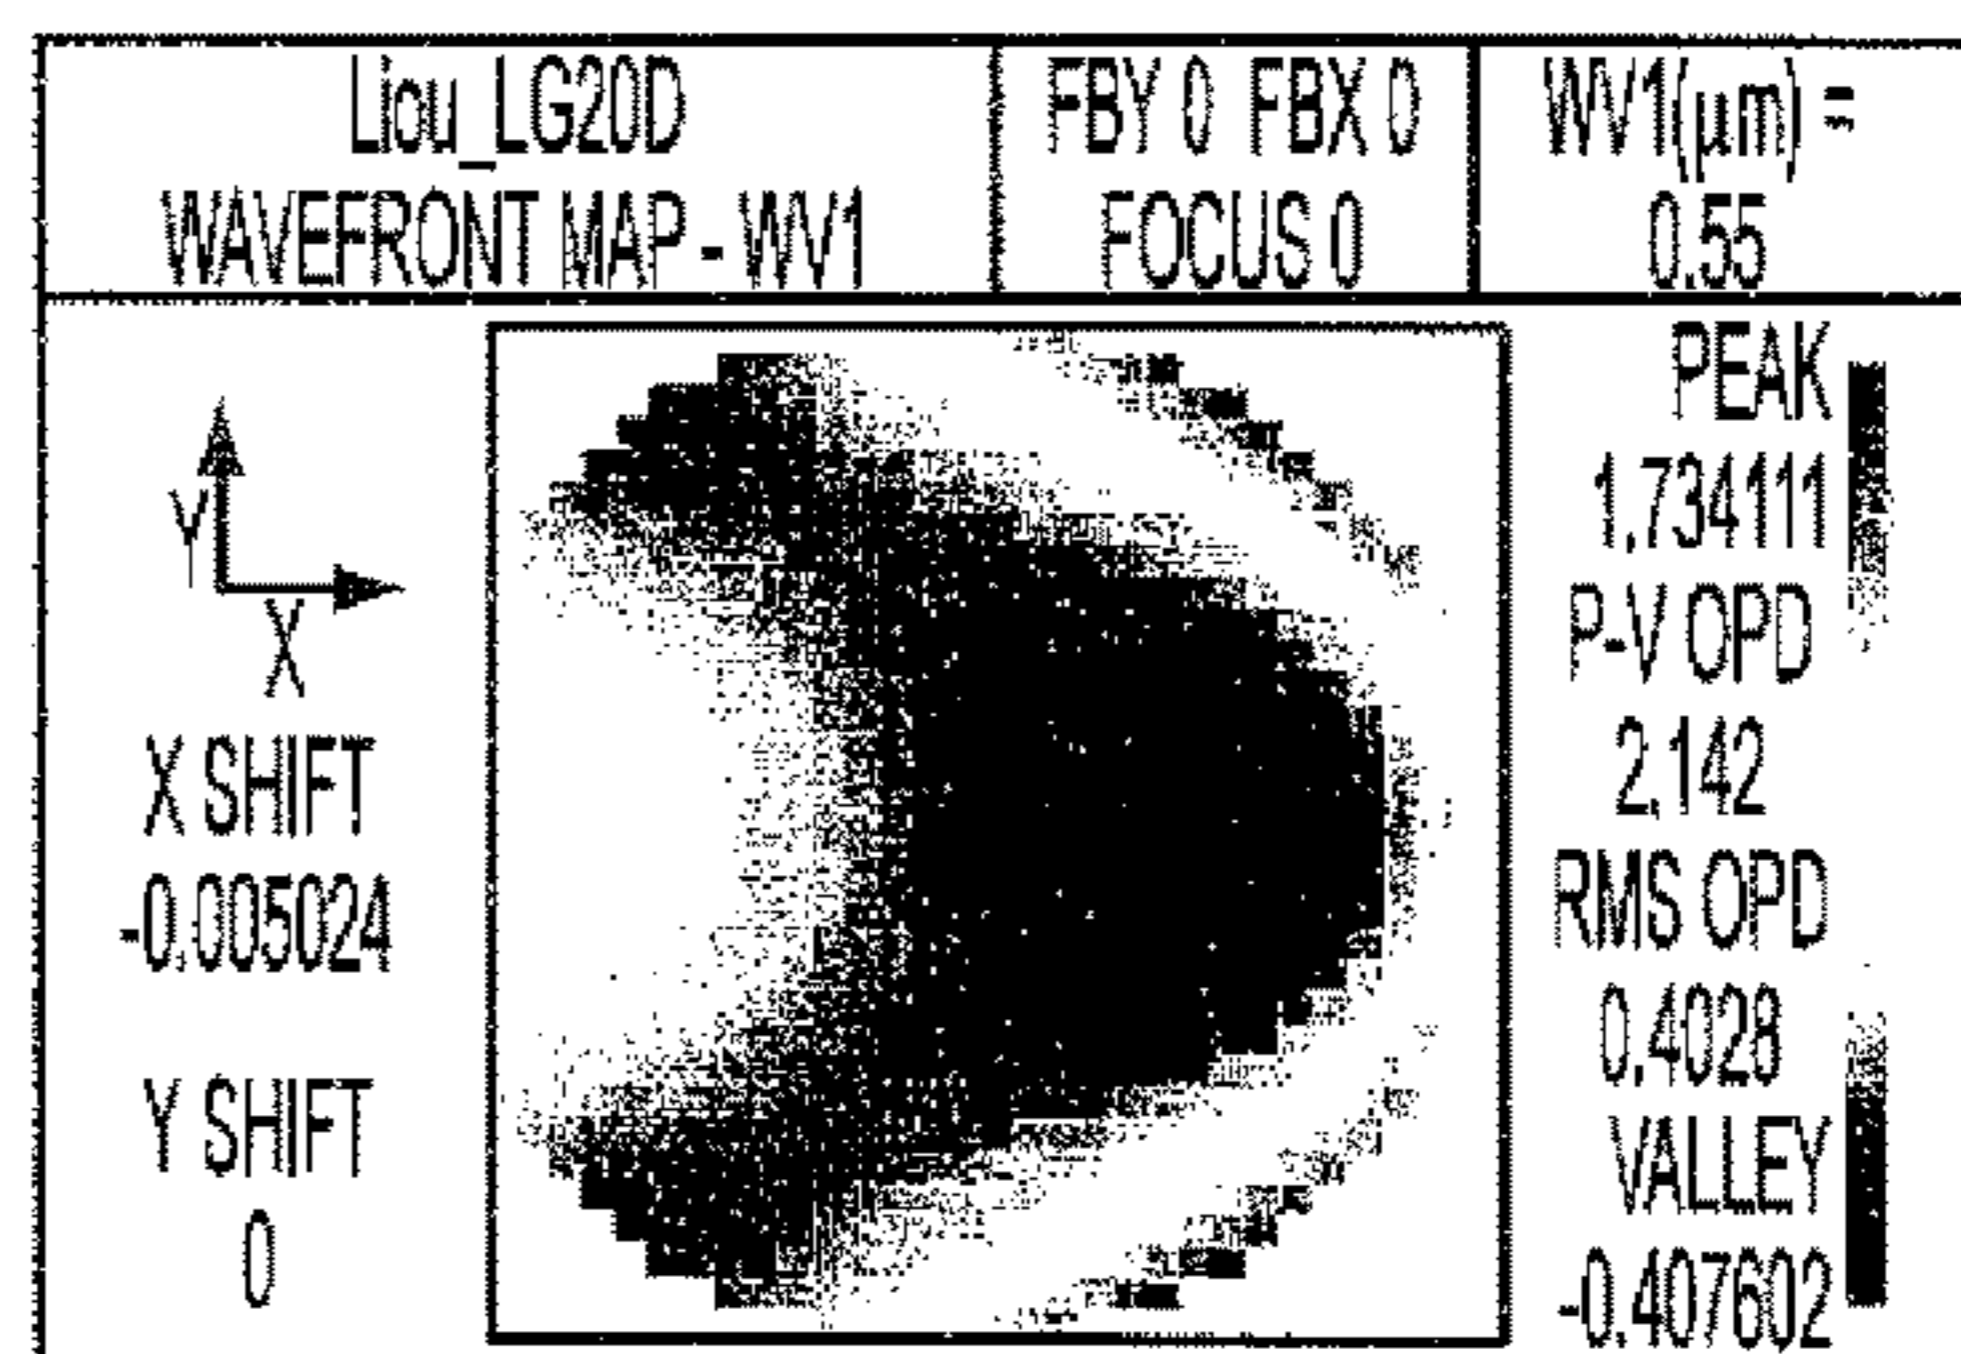 Liou_LG20D
WAVEFRONT MAP - WV1
FBY 0 FBX 0
FOCUS 0
WV1(μm) =
0.55
Y
X
X SHIFT
-0.005024
Y SHIFT
0
PEAK
1.734111
P-V OPD
2.142
RMS OPD
0.4028
VALLEY
-0.407602